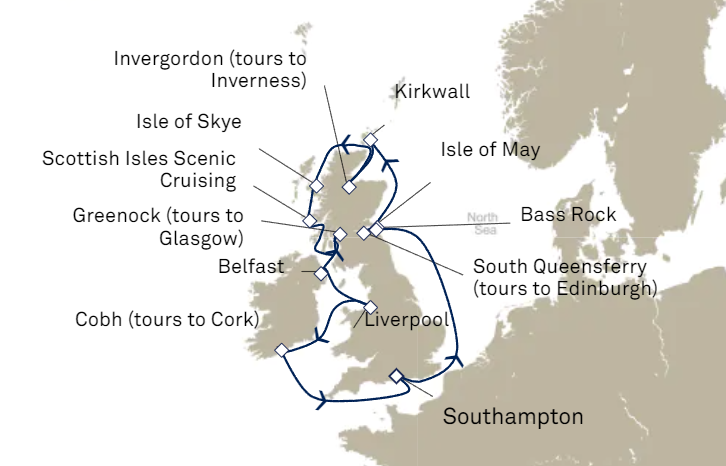 Invergordon (tours to
Inverness)
Kirkwall
Isle of Skye
Isle of May
Scottish Isles Scenic
Cruising
Greenock (tours to
Glasgow)
North
Sea
Bass Rock
Belfast
South Queensferry
(tours to Edinburgh)
Cobh (tours to Cork)
Liverpool
Southampton